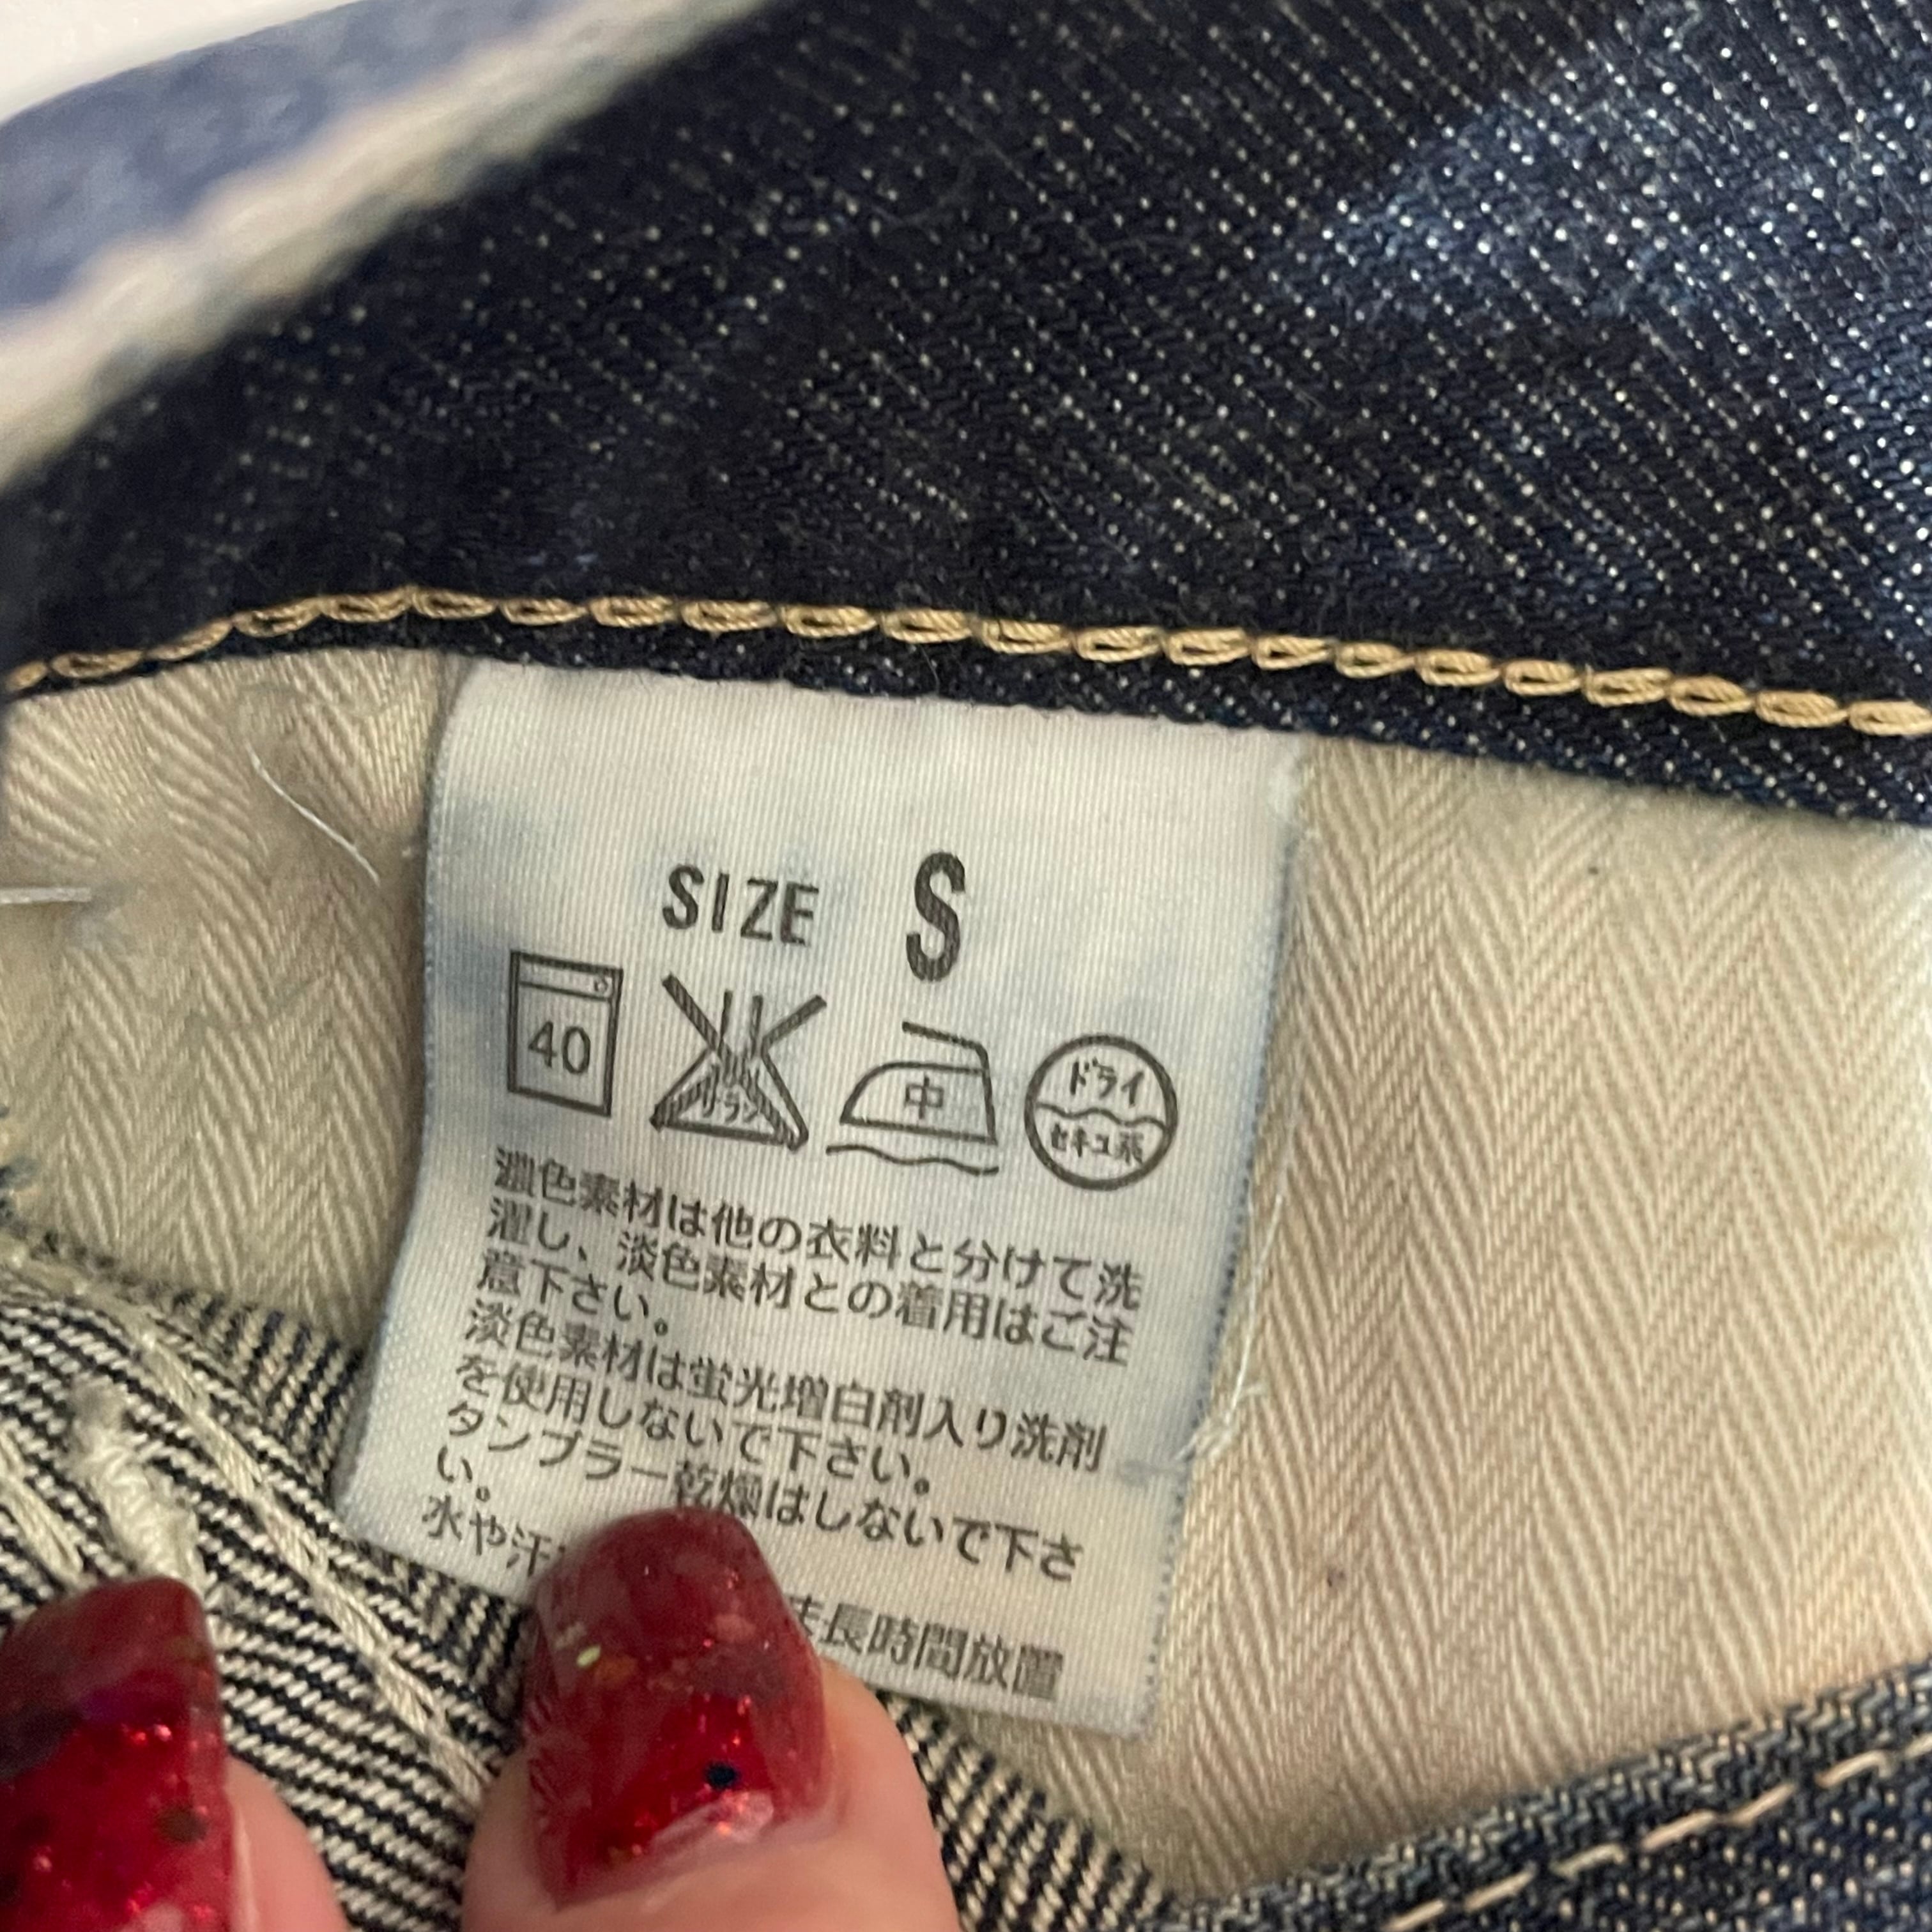 SIZE S
40 中 ドライ
セキユ系
濃色素材は他の衣料と分けて洗
濯し、淡色素材との着用はご注
意下さい。
淡色素材は蛍光増白剤入り洗剤
を使用しないで下さい。
タンブラー乾燥はしないで下さ
い。
水や汗
長時間放置